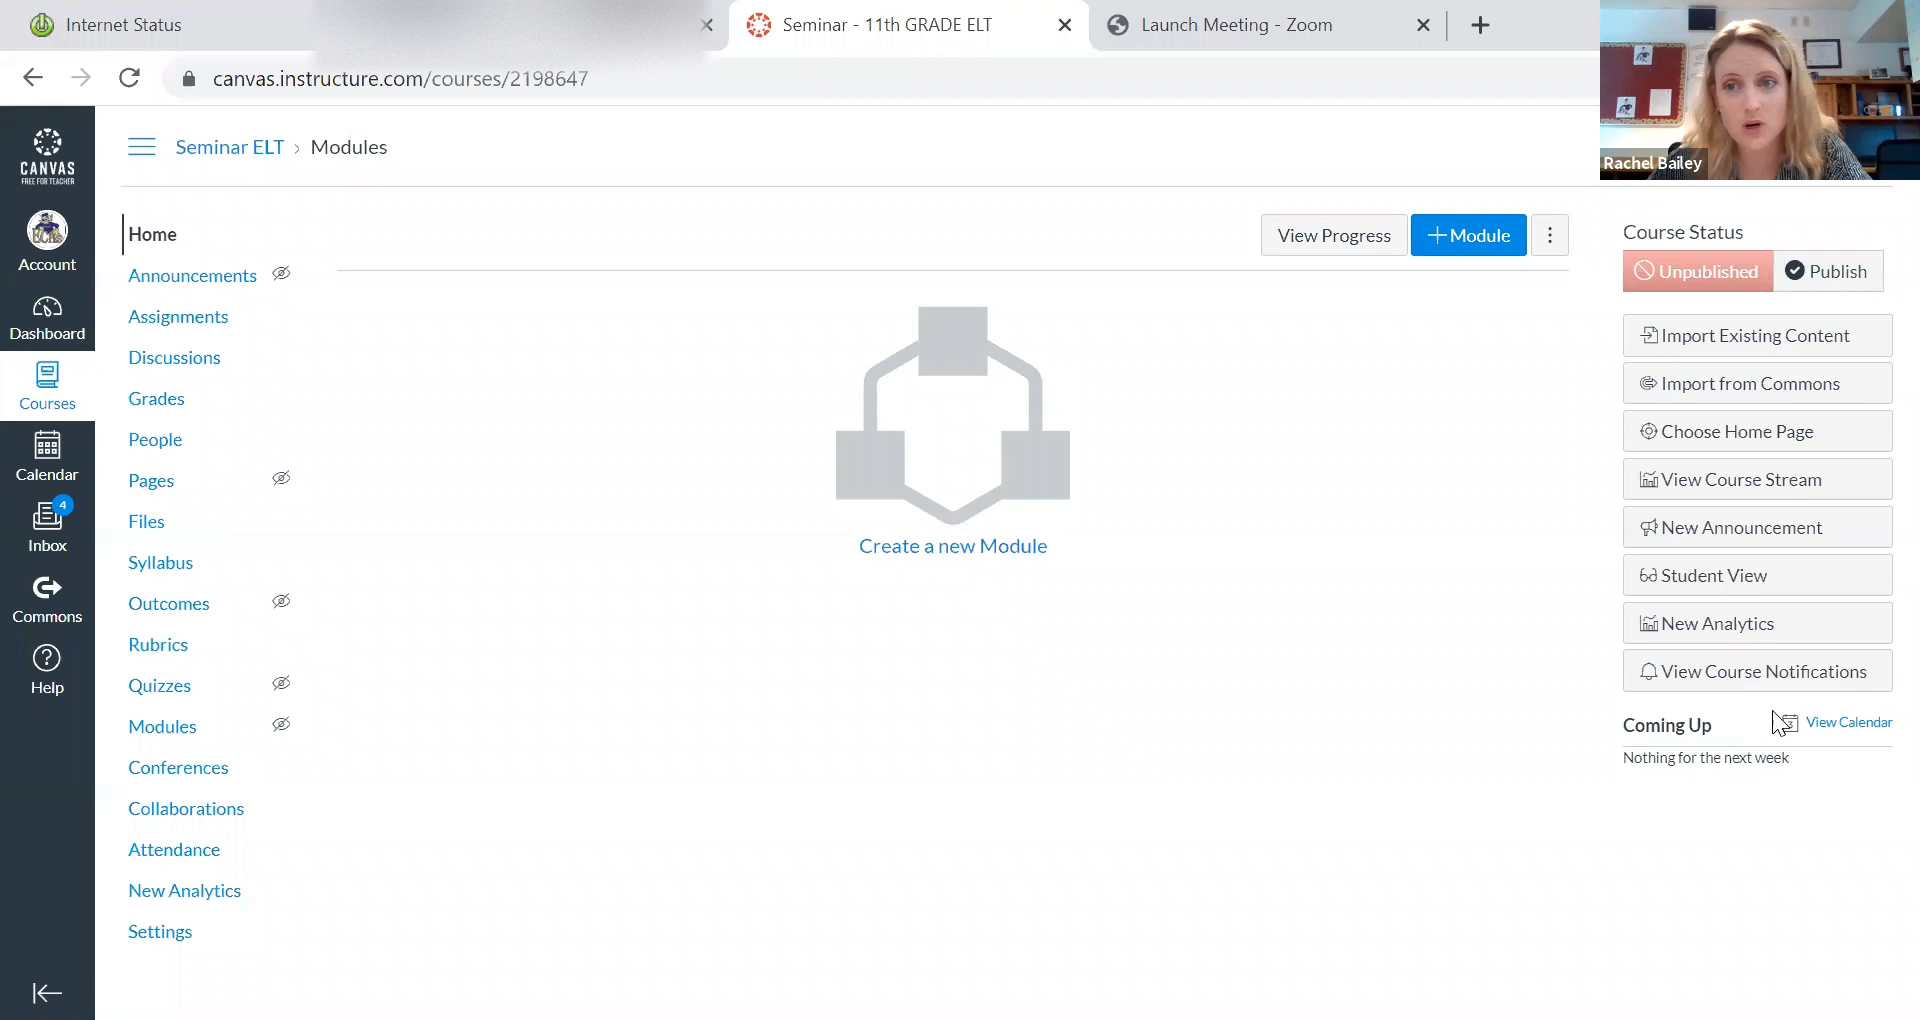 Internet Status
Seminar - 11th GRADE ELT
Launch Meeting - Zoom
canvas.instructure.com/courses/2198647
Rachel Bailey
CANVAS
FREE FOR TEACHER
Account
Dashboard
Courses
Calendar
4
Inbox
Commons
Help
Seminar ELT › Modules
Home
Announcements
Assignments
Discussions
Grades
People
Pages
Files
Syllabus
Outcomes
Rubrics
Quizzes
Modules
Conferences
Collaborations
Attendance
New Analytics
Settings
View Progress
+Module
Create a new Module
Course Status
Unpublished
Publish
Import Existing Content
Import from Commons
Choose Home Page
View Course Stream
New Announcement
Student View
New Analytics
View Course Notifications
Coming Up
View Calendar
Nothing for the next week